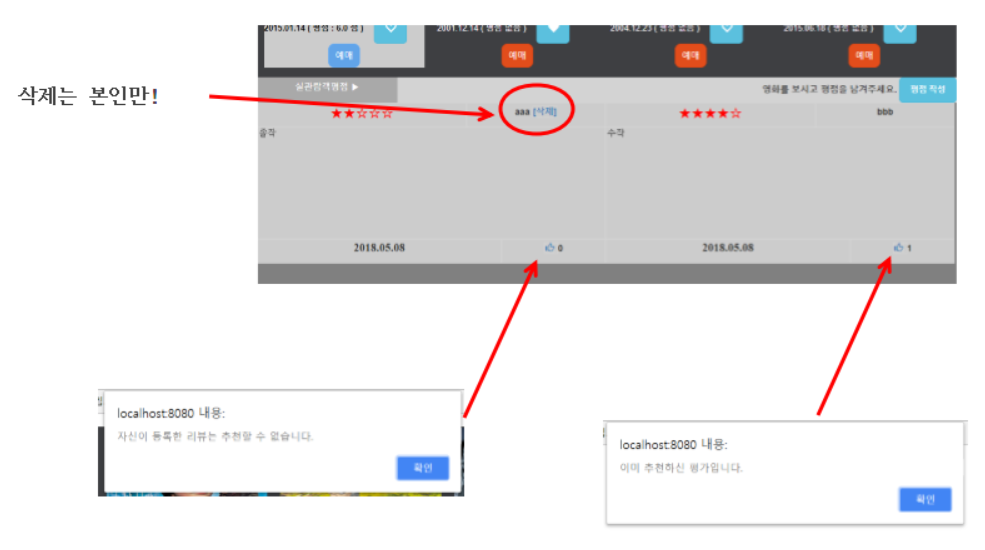 2015.01.14 ( 평점 : 6.0 점 )
2001.12.14 ( 평점 없음 )
2004.12.23 ( 평점 없음 )
2015.06.18 ( 평점 없음 )
예매
예매
예매
예매
실관람객평점 ▶
영화를 보시고 평점을 남겨주세요.
평점 작성
삭제는 본인만!
★★☆☆☆
aaa [삭제]
★★★★☆
bbb
졸작
수작
2018.05.08
0
2018.05.08
1
localhost:8080 내용:
자신이 등록한 리뷰는 추천할 수 없습니다.
확인
localhost:8080 내용:
이미 추천하신 평가입니다.
확인